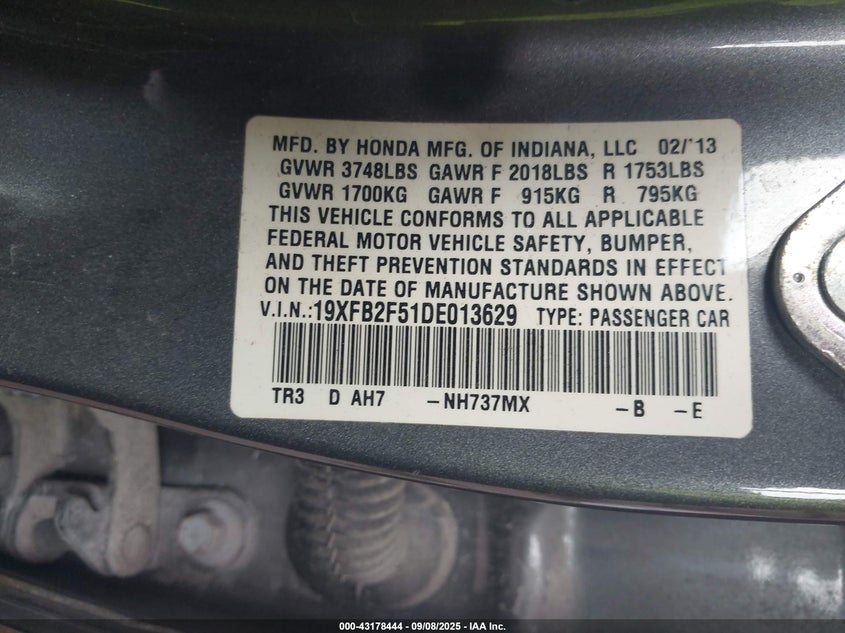 MFD. BY HONDA MFG. OF INDIANA, LLC 02/'13
GVWR 3748LBS GAWR F 2018LBS R 1753LBS
GVWR 1700KG GAWR F 915KG R 795KG
THIS VEHICLE CONFORMS TO ALL APPLICABLE
FEDERAL MOTOR VEHICLE SAFETY, BUMPER,
AND THEFT PREVENTION STANDARDS IN EFFECT
ON THE DATE OF MANUFACTURE SHOWN ABOVE.
V.I.N.:19XFB2F51DE013629 TYPE: PASSENGER CAR
TR3 D AH7 -NH737MX -B -E
000-43178444 - 09/08/2025 - IAA Inc.